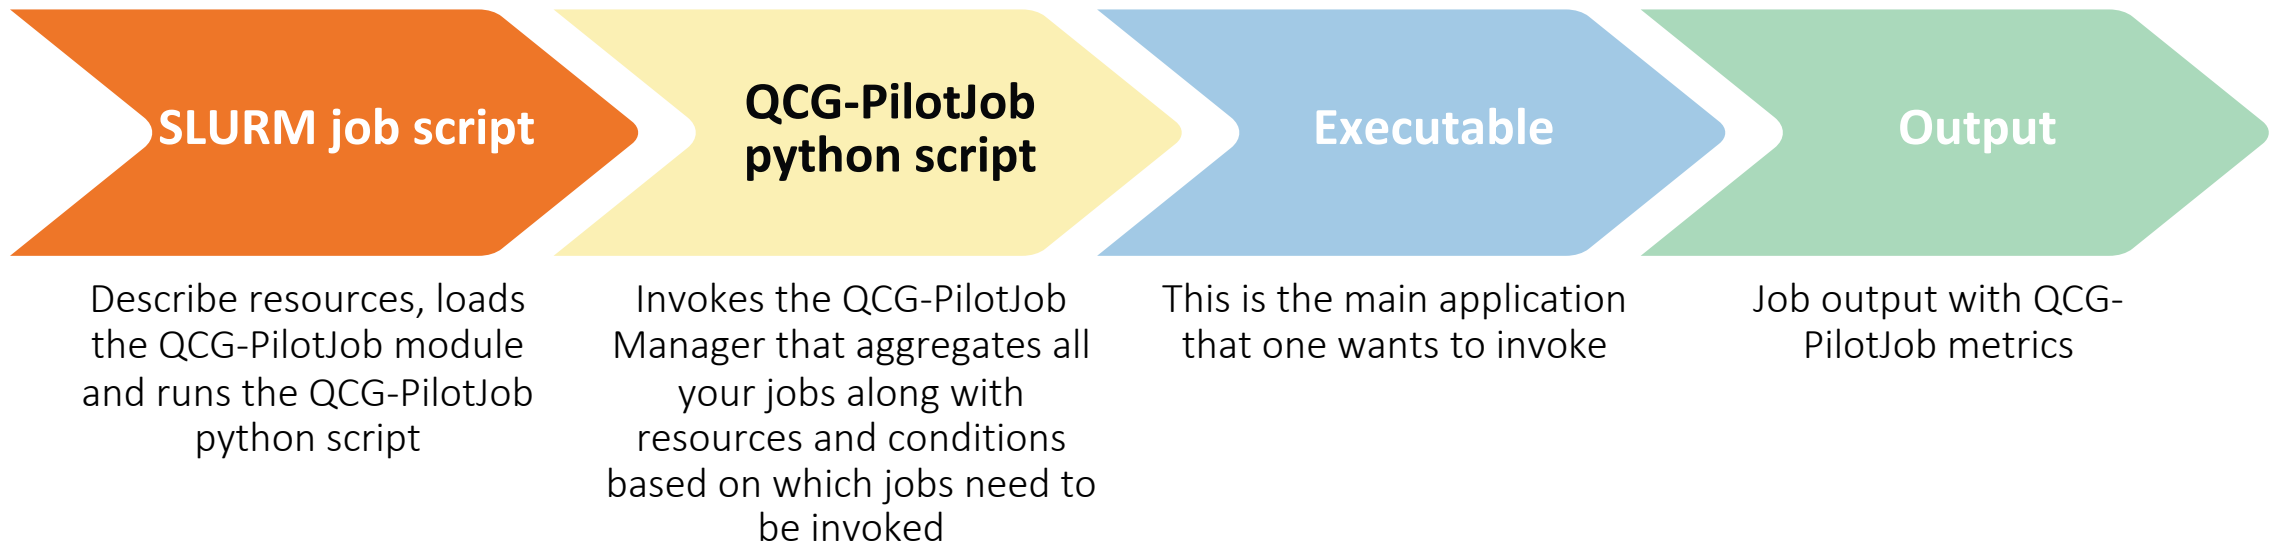 SLURM job script
QCG-PilotJob
python script
Executable
Output
Describe resources, loads
the QCG-PilotJob module
and runs the QCG-PilotJob
python script
Invokes the QCG-PilotJob
Manager that aggregates all
your jobs along with
resources and conditions
based on which jobs need to
be invoked
This is the main application
that one wants to invoke
Job output with QCG-
PilotJob metrics